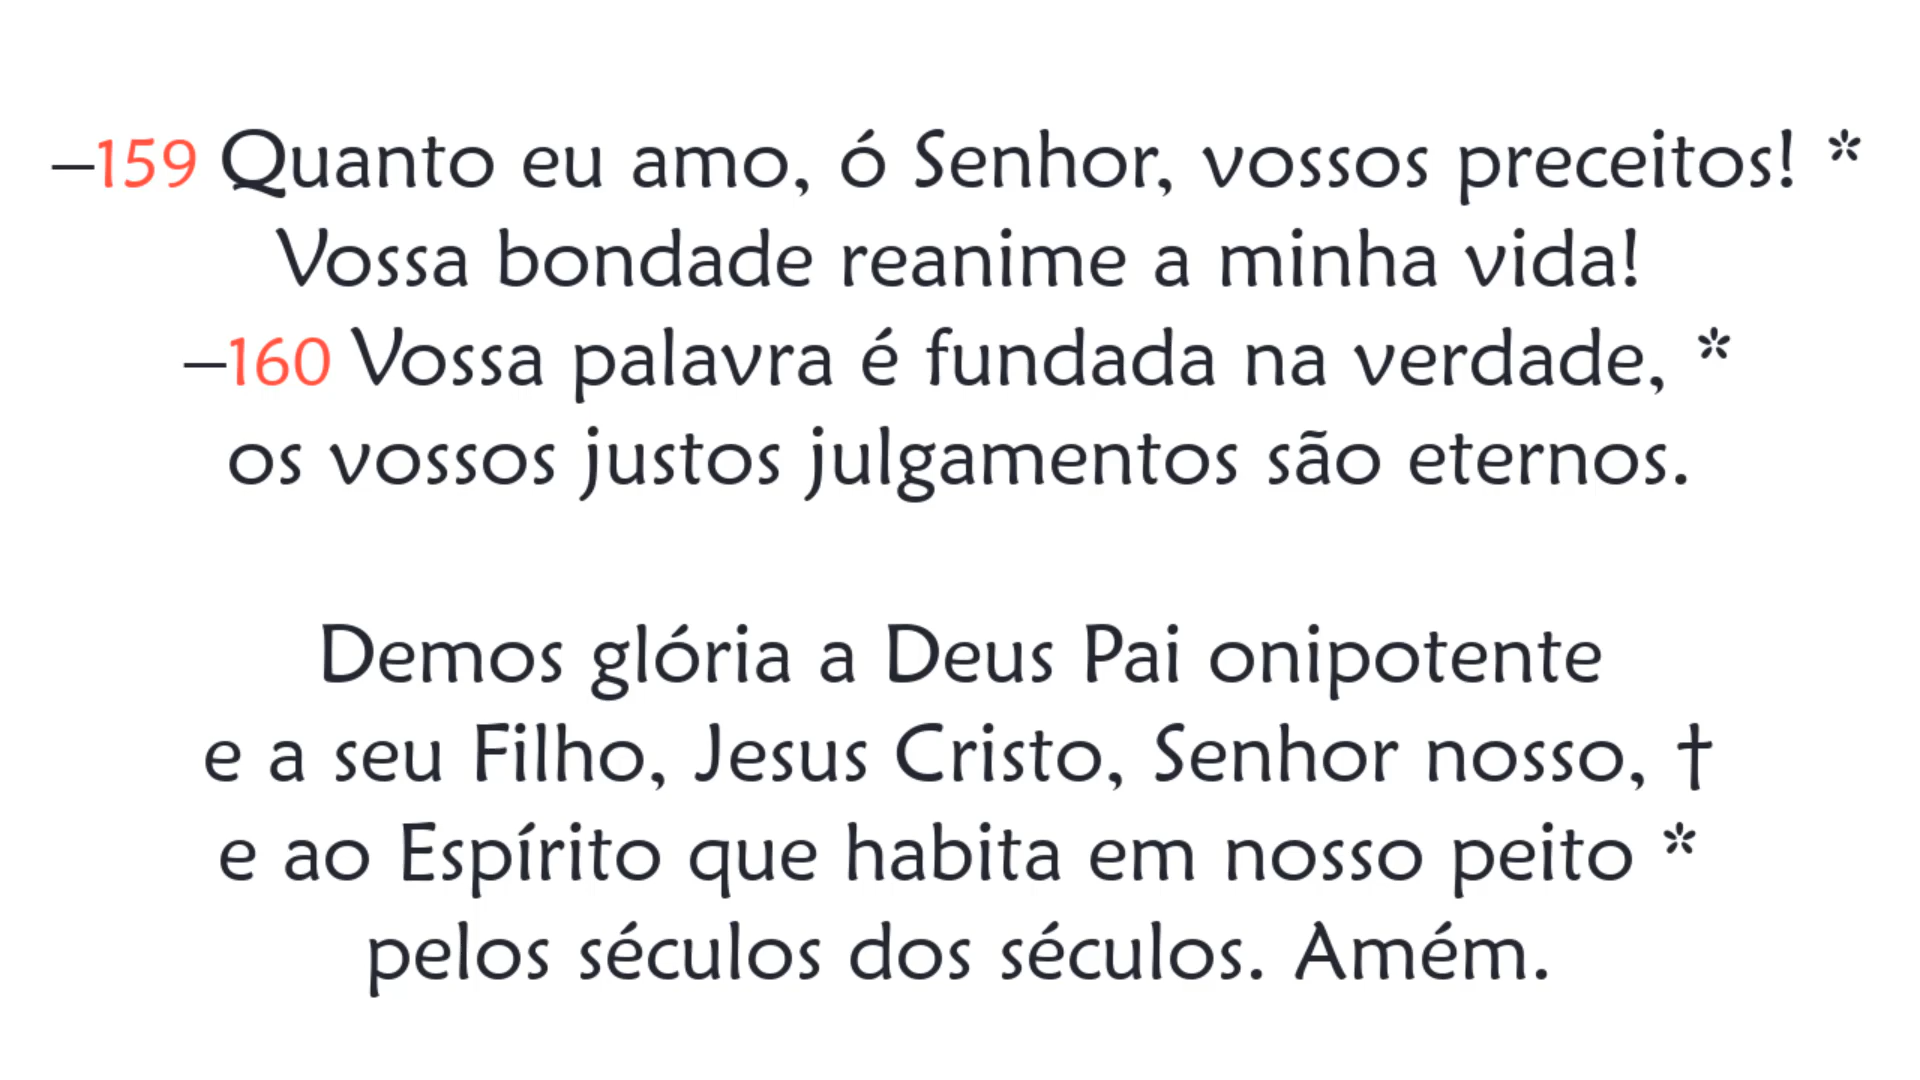 –159 Quanto eu amo, ó Senhor, vossos preceitos! *
Vossa bondade reanime a minha vida!
–160 Vossa palavra é fundada na verdade, *
os vossos justos julgamentos são eternos.
Demos glória a Deus Pai onipotente
e a seu Filho, Jesus Cristo, Senhor nosso, †
e ao Espírito que habita em nosso peito *
pelos séculos dos séculos. Amém.